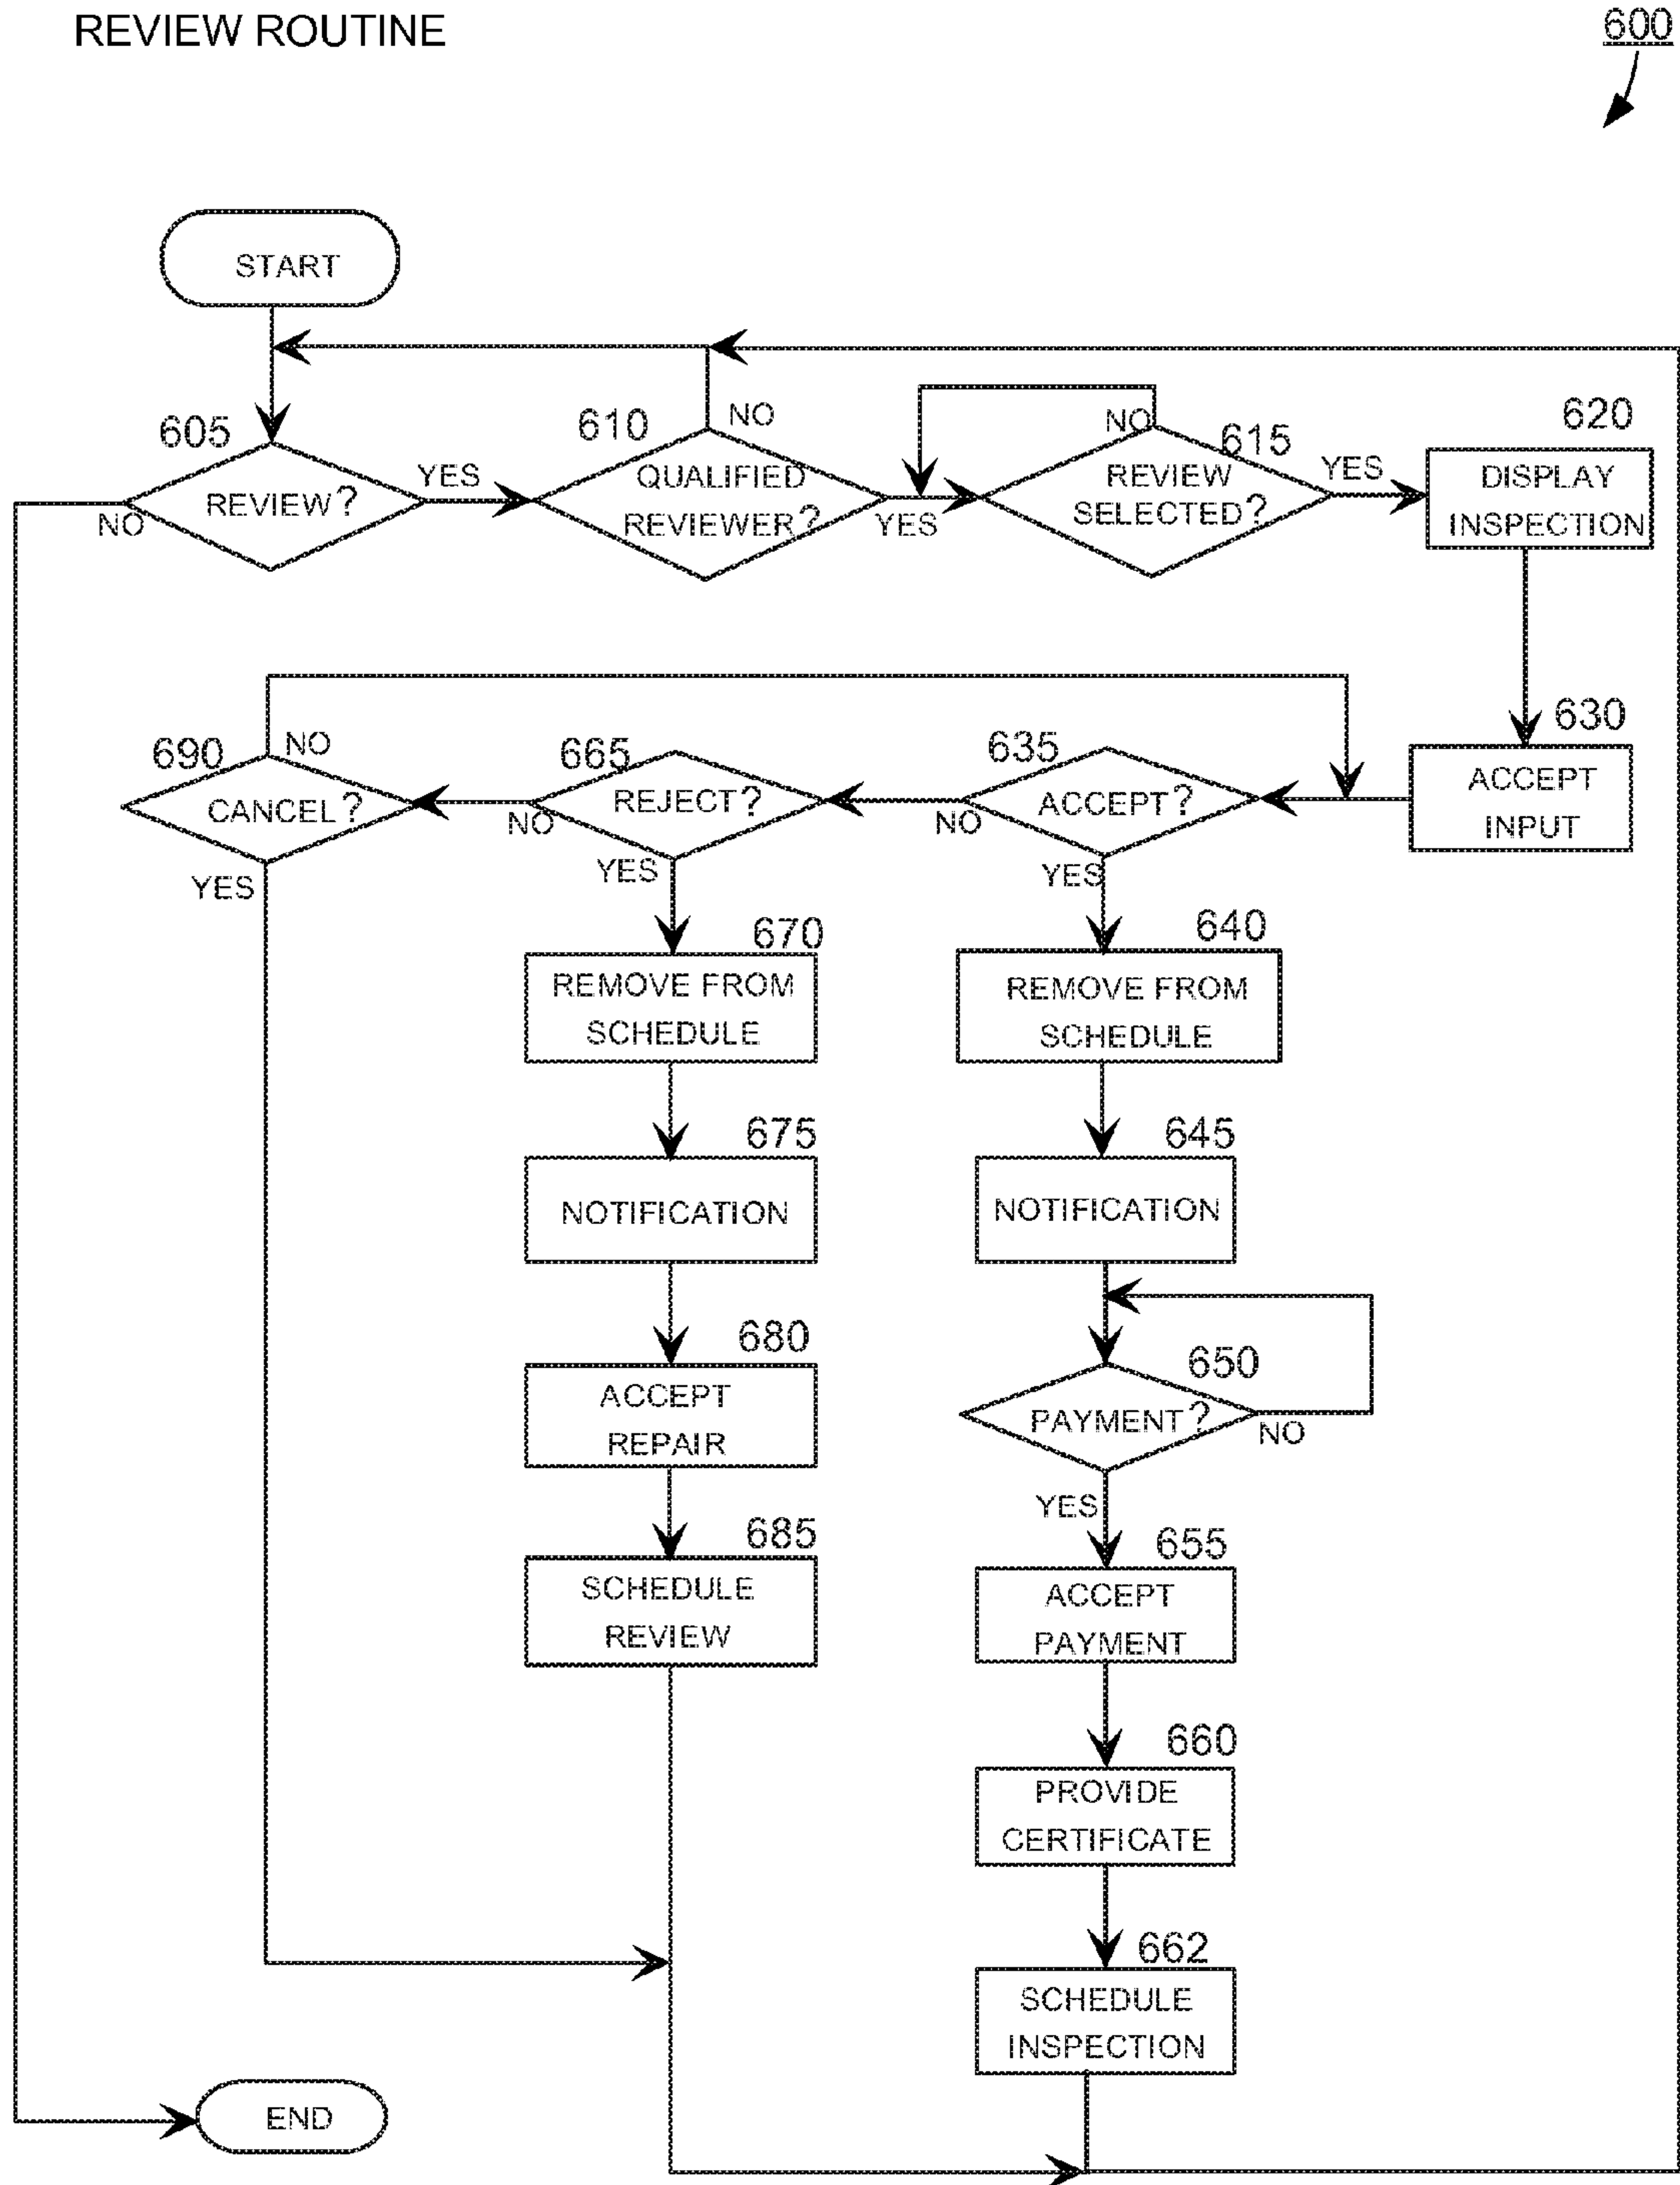 REVIEW ROUTINE
600
START
605
REVIEW?
YES
NO
610
QUALIFIED
REVIEWER?
NO
YES
615
REVIEW
SELECTED?
NO
YES
620
DISPLAY
INSPECTION
630
ACCEPT
INPUT
635
ACCEPT?
NO
YES
665
REJECT?
NO
YES
690
CANCEL?
NO
YES
670
REMOVE FROM
SCHEDULE
675
NOTIFICATION
680
ACCEPT
REPAIR
685
SCHEDULE
REVIEW
640
REMOVE FROM
SCHEDULE
645
NOTIFICATION
650
PAYMENT?
NO
YES
655
ACCEPT
PAYMENT
660
PROVIDE
CERTIFICATE
662
SCHEDULE
INSPECTION
END